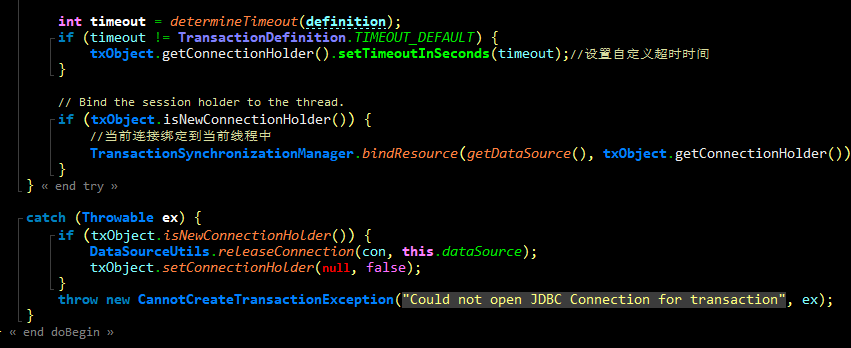 int timeout = determineTimeout(definition);
if (timeout != TransactionDefinition.TIMEOUT_DEFAULT) {
txObject.getConnectionHolder().setTimeoutInSeconds(timeout);//设置自定义超时时间
}
// Bind the session holder to the thread.
if (txObject.isNewConnectionHolder()) {
//当前连接绑定到当前线程中
TransactionSynchronizationManager.bindResource(getDataSource(), txObject.getConnectionHolder())
}
} « end try »
catch (Throwable ex) {
if (txObject.isNewConnectionHolder()) {
DataSourceUtils.releaseConnection(con, this.dataSource);
txObject.setConnectionHolder(null, false);
}
throw new CannotCreateTransactionException("Could not open JDBC Connection for transaction", ex);
}
« end doBegin »